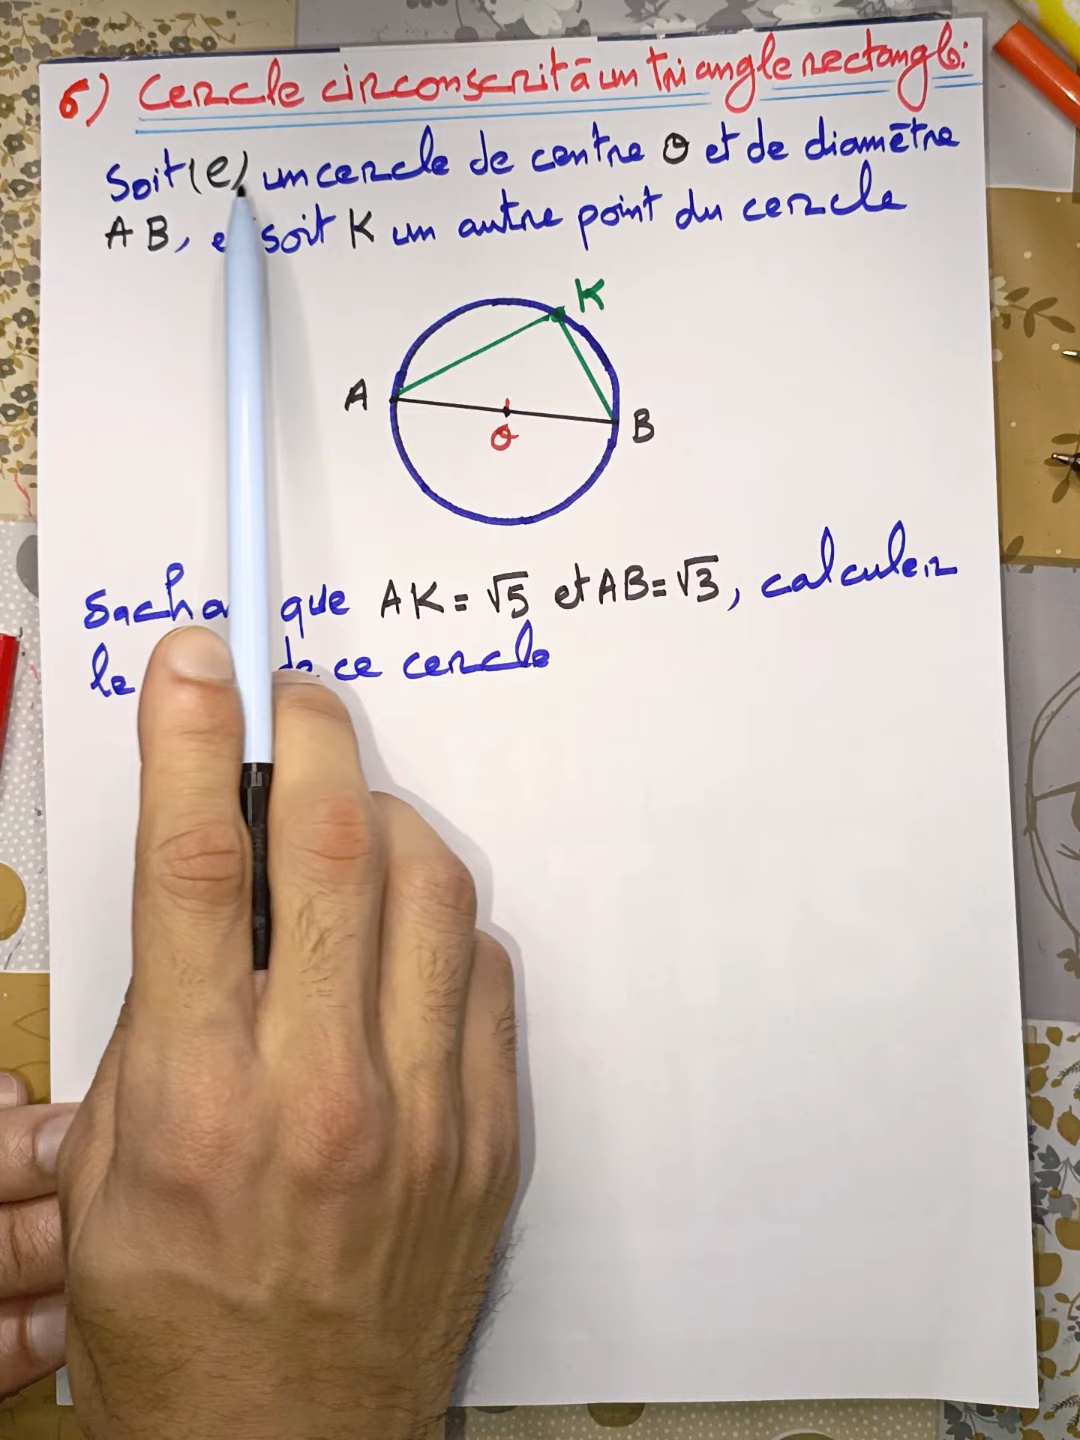 6) Cercle circonscrit à un triangle rectangle:
Soit (C) un cercle de centre O et de diamètre
AB, soit K un autre point du cercle
K
A
O
B
que AK = √5 et AB = √3, calculer
le de ce cercle